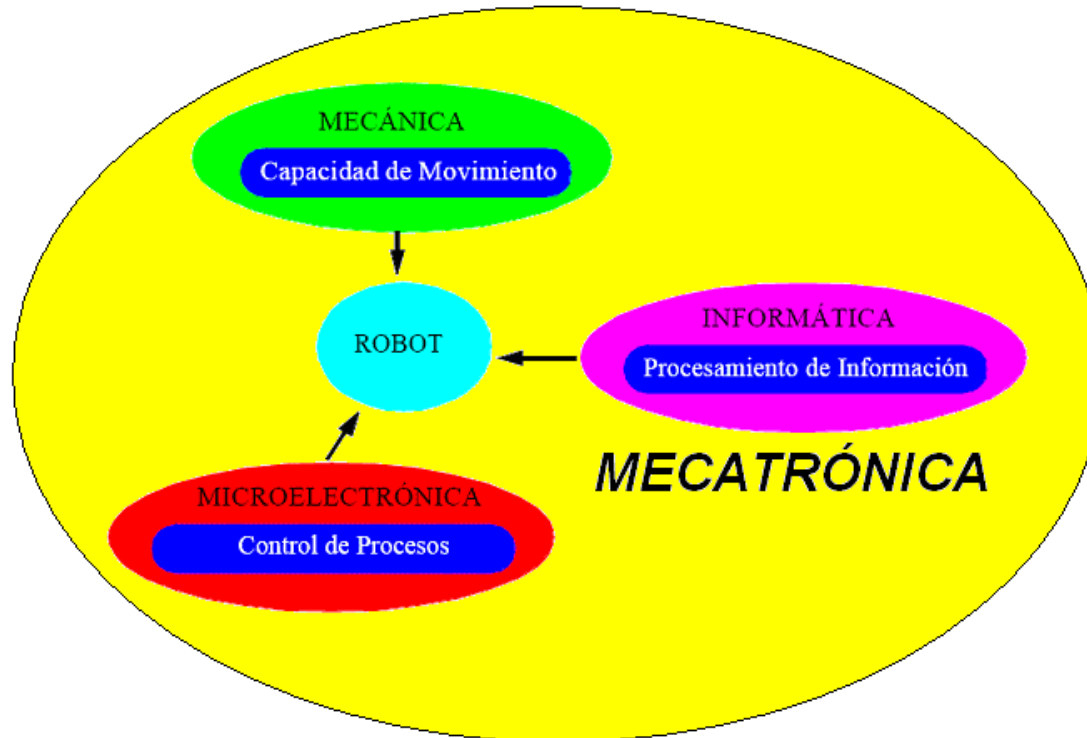 MECÁNICA
Capacidad de Movimiento
ROBOT
INFORMÁTICA
Procesamiento de Información
MECATRÓNICA
MICROELECTRÓNICA
Control de Procesos